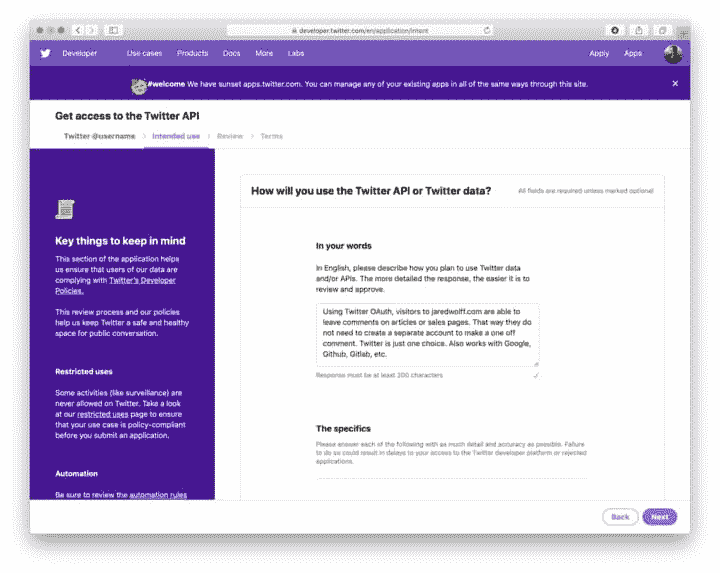 developer.twitter.com/en/application/intent
Developer Use cases Products Docs More Labs Apply Apps
#welcome We have sunset apps.twitter.com. You can manage any of your existing apps in all of the same ways through this site.
Get access to the Twitter API
Twitter @username Intended use Review Terms
Key things to keep in mind
This section of the application helps
us ensure that users of our data are
complying with Twitter's Developer
Policies.
This review process and our policies
help us keep Twitter a safe and healthy
space for public conversation.
Restricted uses
Some activities (like surveillance) are
never allowed on Twitter. Take a look
at our restricted uses page to ensure
that your use case is policy-compliant
before you submit an application.
Automation
Be sure to review the automation rules
How will you use the Twitter API or Twitter data?
All fields are required unless marked optional
In your words
In English, please describe how you plan to use Twitter data
and/or APIs. The more detailed the response, the easier it is to
review and approve.
Using Twitter OAuth, visitors to jaredwolff.com are able to
leave comments on articles or sales pages. That way they do
not need to create a separate account to make a one off
comment. Twitter is just one choice. Also works with Google,
Github, Gitlab, etc.
Response must be at least 200 characters
The specifics
Please answer each of the following with as much detail and accuracy as possible. Failure
to do so could result in delays to your access to the Twitter developer platform or rejected
applications.
Back Next